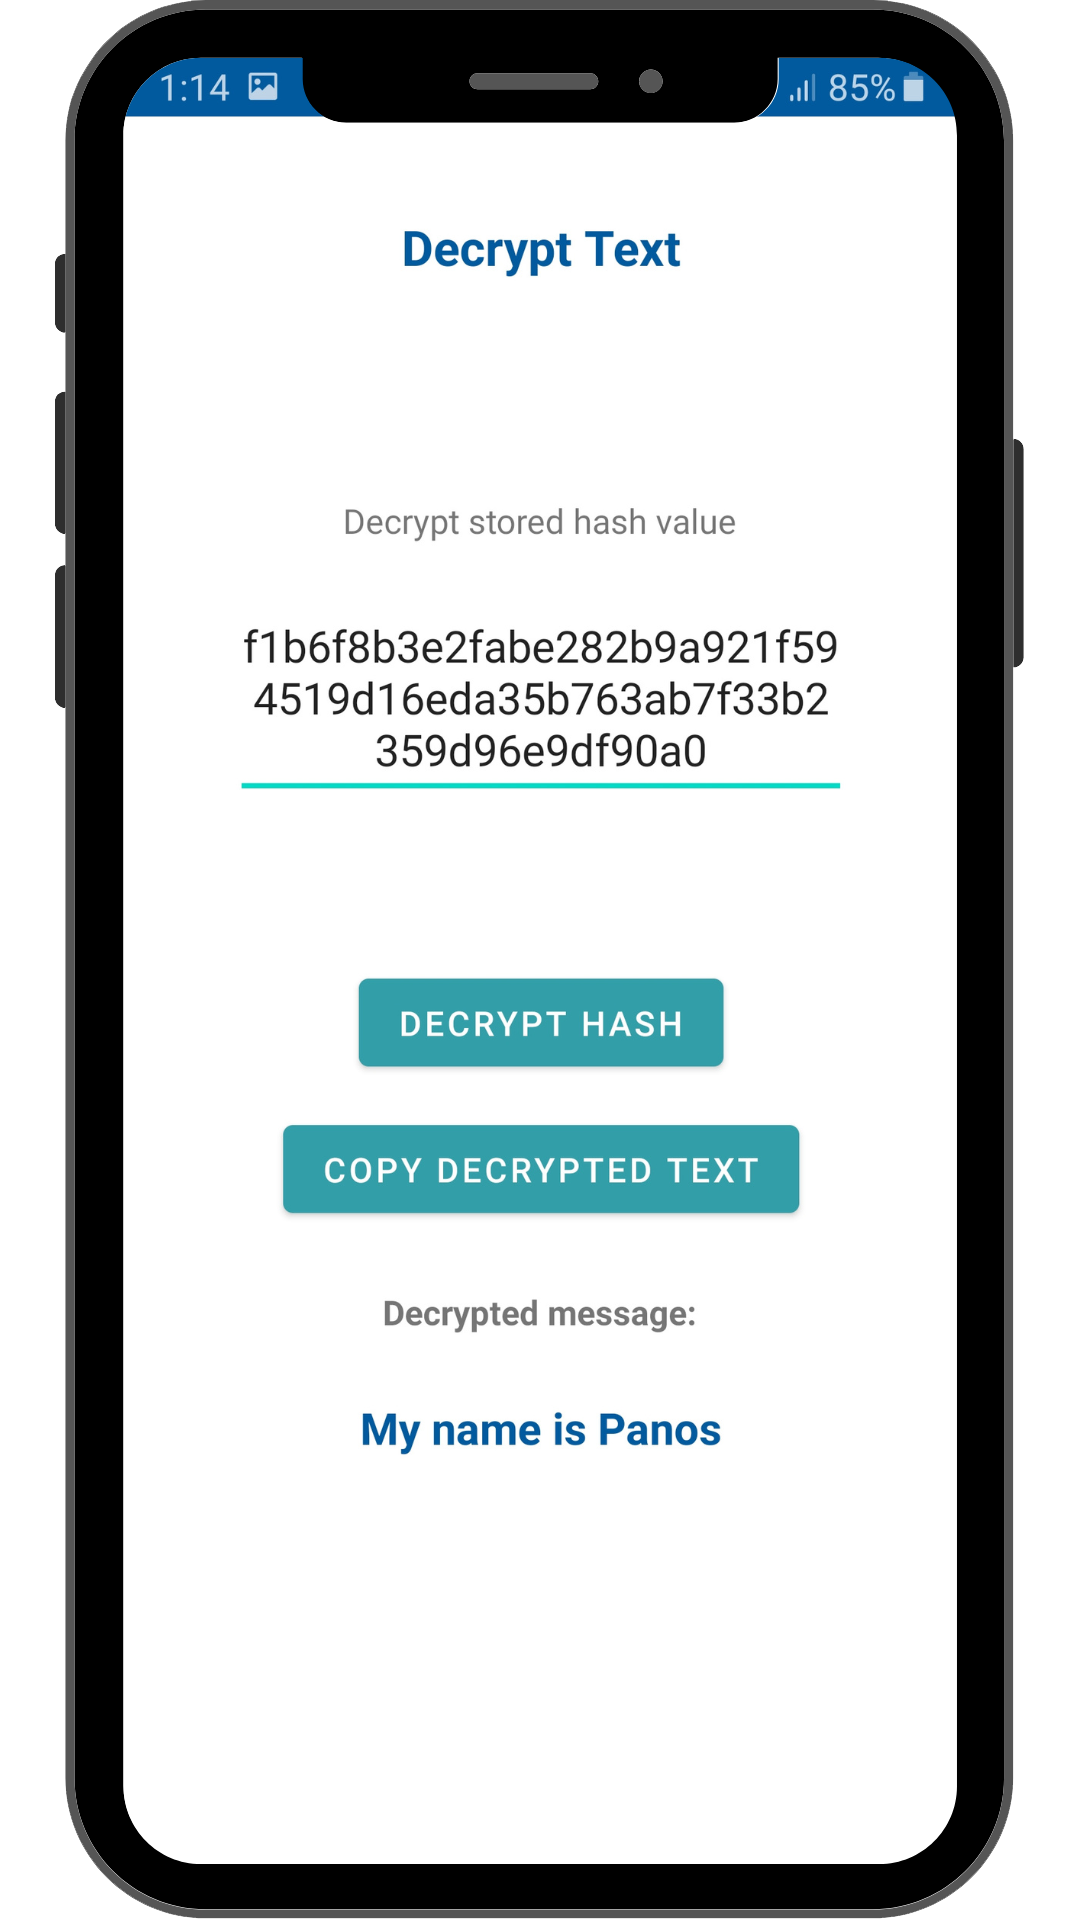 1:14 85%
Decrypt Text
Decrypt stored hash value
f1b6f8b3e2fabe282b9a921f59
4519d16eda35b763ab7f33b2
359d96e9df90a0
DECRYPT HASH
COPY DECRYPTED TEXT
Decrypted message:
My name is Panos